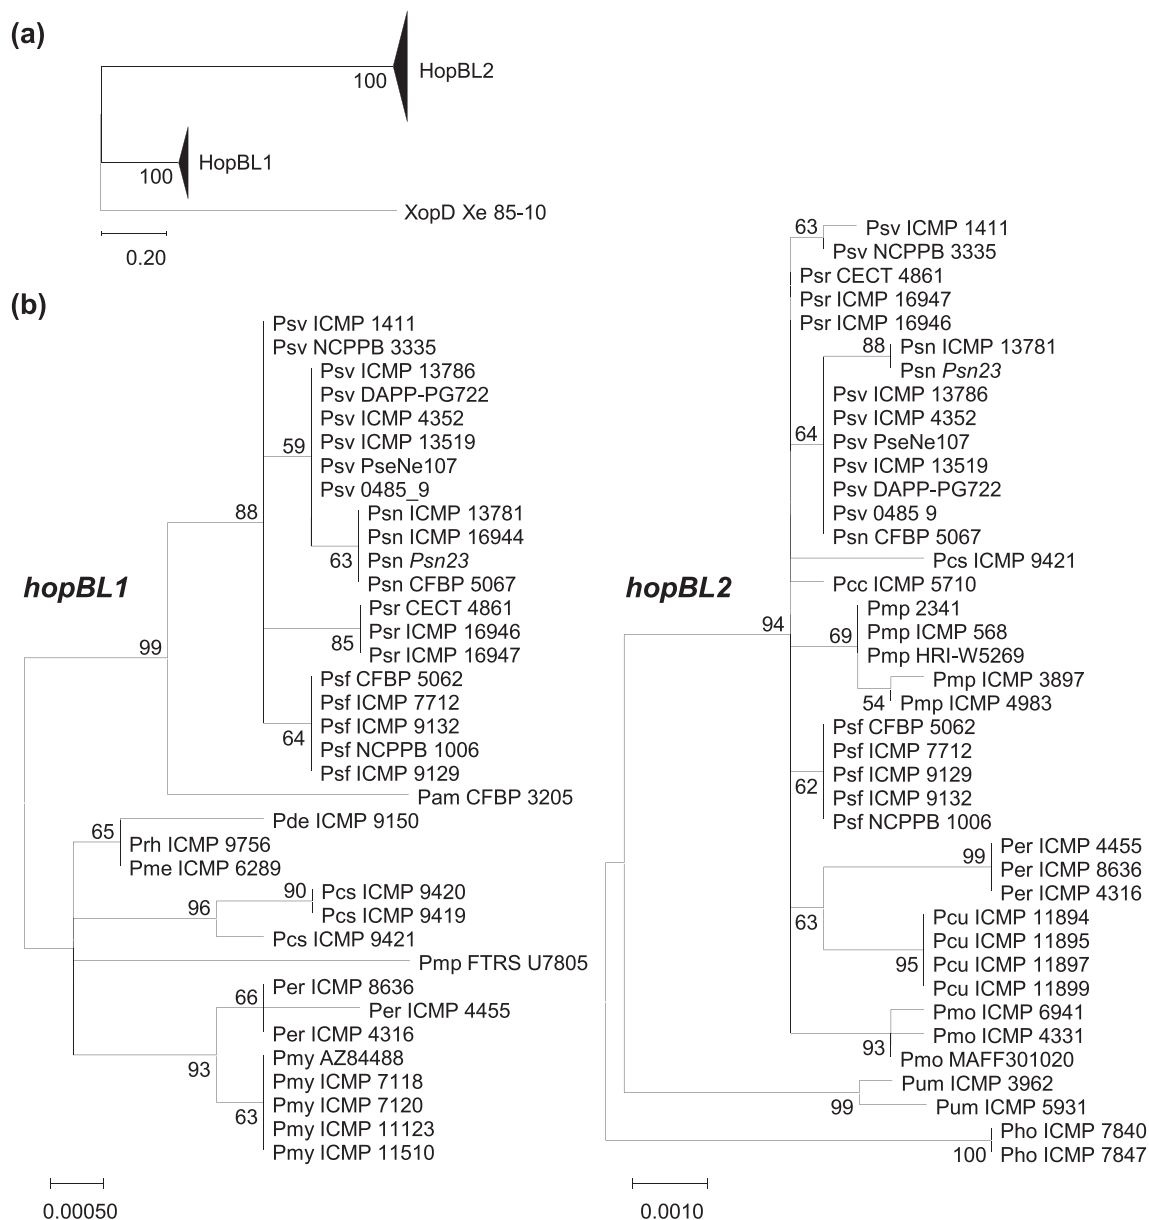 (a)
HopBL2
100
HopBL1
100
XopD Xe 85-10
0.20
(b)
hopBL1
Psv ICMP 1411
Psv NCPPB 3335
Psv ICMP 13786
Psv DAPP-PG722
Psv ICMP 4352
Psv ICMP 13519
59
Psv PseNe107
Psv 0485_9
88
Psn ICMP 13781
Psn ICMP 16944
63
Psn Psn23
Psn CFBP 5067
Psr CECT 4861
Psr ICMP 16946
85
Psr ICMP 16947
99
Psf CFBP 5062
Psf ICMP 7712
Psf ICMP 9132
64
Psf NCPPB 1006
Psf ICMP 9129
Pam CFBP 3205
Pde ICMP 9150
65
Prh ICMP 9756
Pme ICMP 6289
90
Pcs ICMP 9420
96
Pcs ICMP 9419
Pcs ICMP 9421
Pmp FTRS U7805
Per ICMP 8636
66
Per ICMP 4455
Per ICMP 4316
93
Pmy AZ84488
Pmy ICMP 7118
Pmy ICMP 7120
63
Pmy ICMP 11123
Pmy ICMP 11510
0.00050
hopBL2
63
Psv ICMP 1411
Psv NCPPB 3335
Psr CECT 4861
Psr ICMP 16947
Psr ICMP 16946
88
Psn ICMP 13781
Psn Psn23
Psv ICMP 13786
Psv ICMP 4352
64
Psv PseNe107
Psv ICMP 13519
Psv DAPP-PG722
Psv 0485 9
Psn CFBP 5067
Pcs ICMP 9421
Pcc ICMP 5710
94
Pmp 2341
69
Pmp ICMP 568
Pmp HRI-W5269
Pmp ICMP 3897
54
Pmp ICMP 4983
Psf CFBP 5062
Psf ICMP 7712
Psf ICMP 9129
62
Psf ICMP 9132
Psf NCPPB 1006
Per ICMP 4455
99
Per ICMP 8636
Per ICMP 4316
63
Pcu ICMP 11894
Pcu ICMP 11895
95
Pcu ICMP 11897
Pcu ICMP 11899
Pmo ICMP 6941
Pmo ICMP 4331
93
Pmo MAFF301020
Pum ICMP 3962
99
Pum ICMP 5931
Pho ICMP 7840
100
Pho ICMP 7847
0.0010